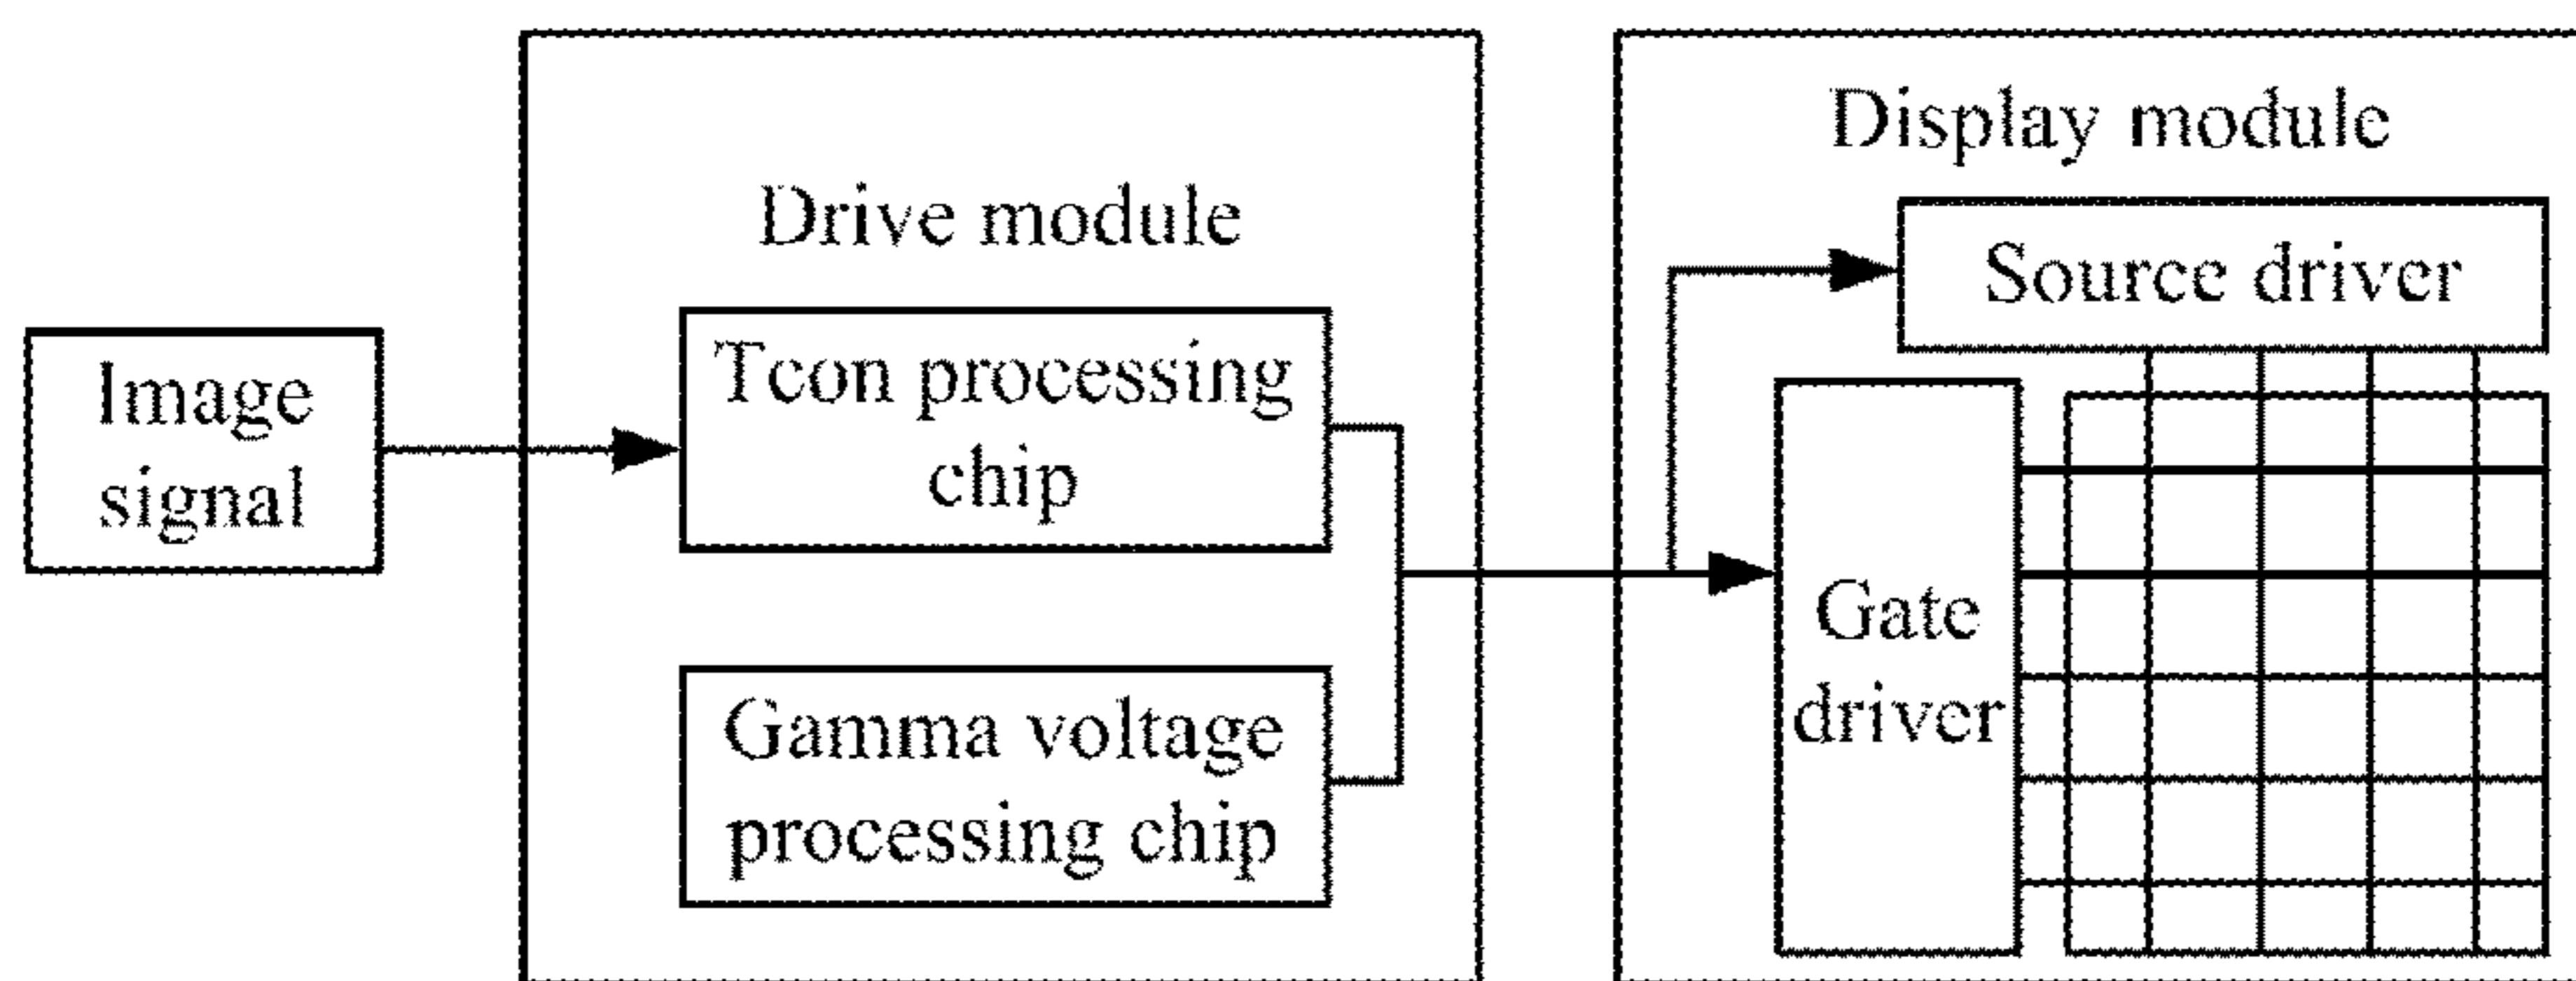 Image
signal
Drive module
Tcon processing
chip
Gamma voltage
processing chip
Display module
Source driver
Gate
driver